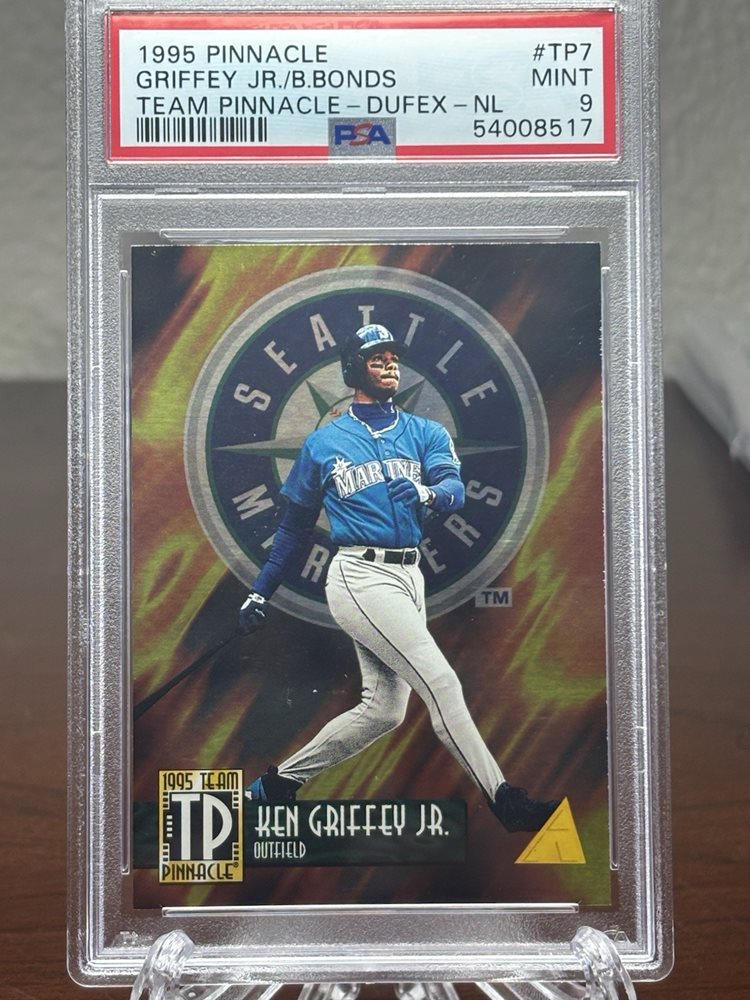 1995 PINNACLE #TP7
GRIFFEY JR./B.BONDS MINT
TEAM PINNACLE - DUFEX - NL 9
PSA 54008517
SEATTLE
MARINERS
MARINE
TM
1995 TEAM
TP
PINNACLE
KEN GRIFFEY JR.
OUTFIELD